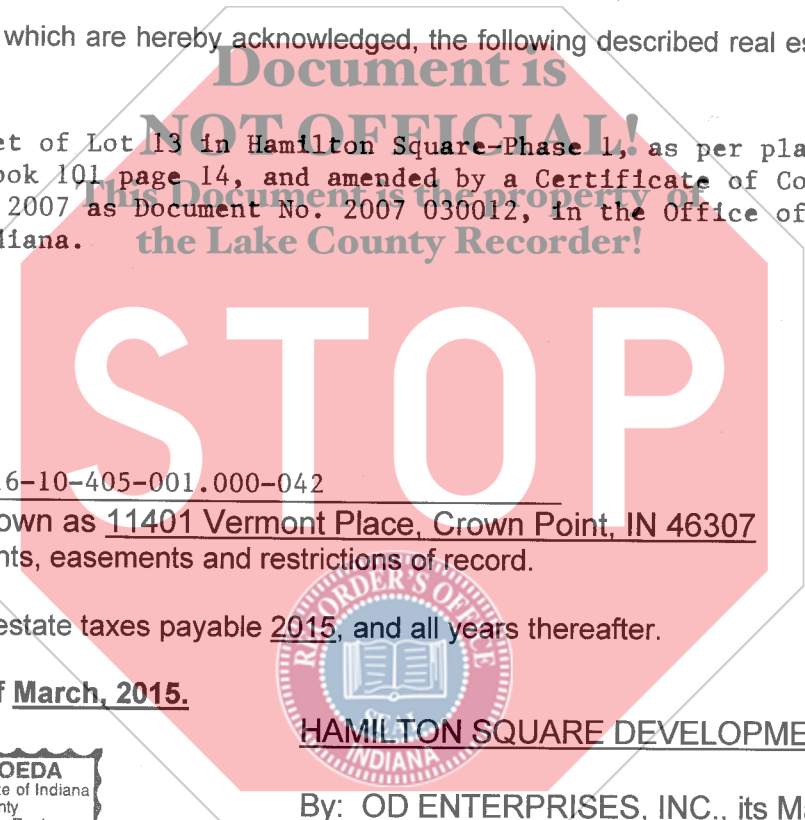 which are hereby acknowledged, the following described real es
Document is
NOT OFFICIAL!
et of Lot 13 in Hamilton Square-Phase 1, as per pla
ook 101 page 14, and amended by a Certificate of Co
This Document is the property of
2007 as Document No. 2007 030012, in the Office of
diana.
the Lake County Recorder!
STOP
6-10-405-001.000-042
own as 11401 Vermont Place, Crown Point, IN 46307
nts, easements and restrictions of record.
RECORDER'S OFFICE
estate taxes payable 2015, and all years thereafter.
SEAL
f March, 2015.
INDIANA
HAMILTON SQUARE DEVELOPME
OEDA
te of Indiana
nty
By: OD ENTERPRISES, INC., its Ma